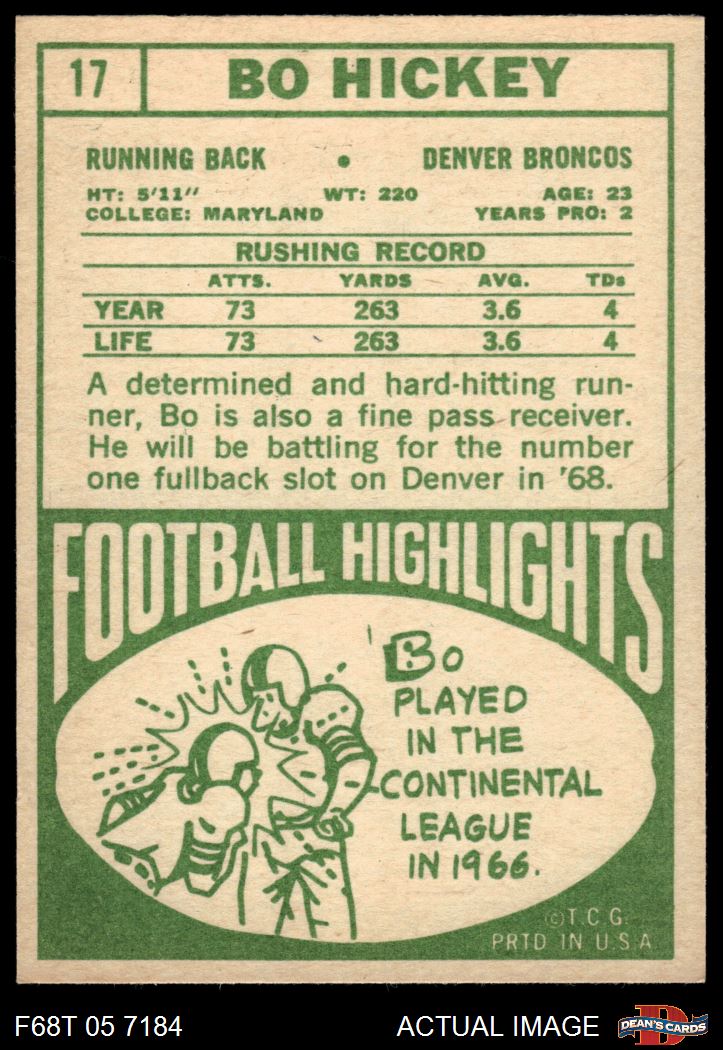 17 BO HICKEY
RUNNING BACK • DENVER BRONCOS
HT: 5'11" WT: 220 AGE: 23
COLLEGE: MARYLAND YEARS PRO: 2
RUSHING RECORD
ATTS. YARDS AVG. TDs
YEAR 73 263 3.6 4
LIFE 73 263 3.6 4
A determined and hard-hitting run-
ner, Bo is also a fine pass receiver.
He will be battling for the number
one fullback slot on Denver in '68.
FOOTBALL HIGHLIGHTS
BO
PLAYED
IN THE
CONTINENTAL
LEAGUE
IN 1966.
© T.C.G.
PRTD IN U.S.A
F68T 05 7184 ACTUAL IMAGE
D
DEAN'S CARDS